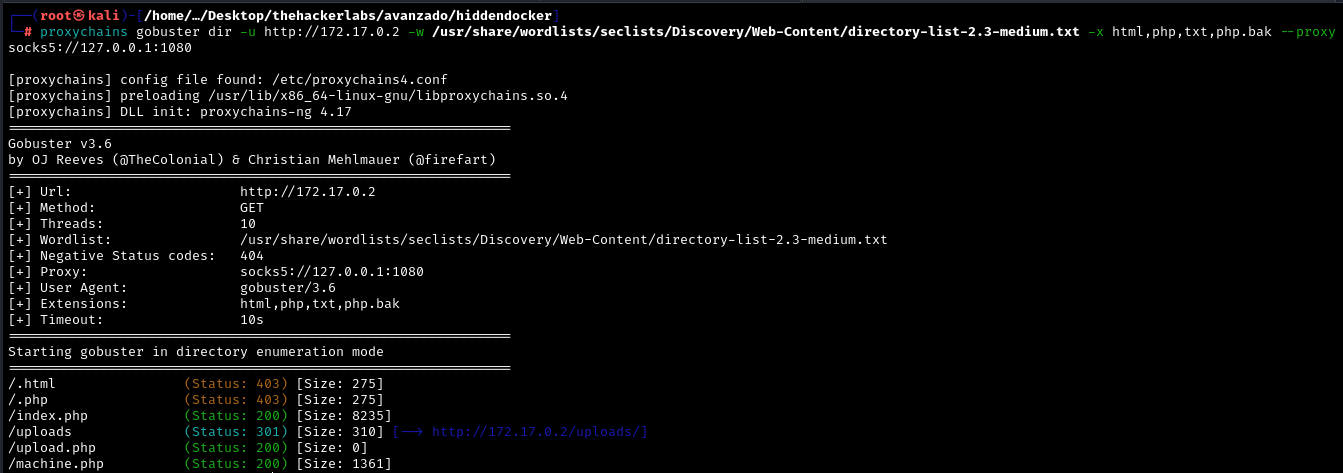 ┌──(root㉿kali)-[/home/…/Desktop/thehackerlabs/avanzado/hiddendocker]
└─# proxychains gobuster dir -u http://172.17.0.2 -w /usr/share/wordlists/seclists/Discovery/Web-Content/directory-list-2.3-medium.txt -x html,php,txt,php.bak --proxy
socks5://127.0.0.1:1080
[proxychains] config file found: /etc/proxychains4.conf
[proxychains] preloading /usr/lib/x86_64-linux-gnu/libproxychains.so.4
[proxychains] DLL init: proxychains-ng 4.17
===============================================================
Gobuster v3.6
by OJ Reeves (@TheColonial) & Christian Mehlmauer (@firefart)
===============================================================
[+] Url:                     http://172.17.0.2
[+] Method:                  GET
[+] Threads:                 10
[+] Wordlist:                /usr/share/wordlists/seclists/Discovery/Web-Content/directory-list-2.3-medium.txt
[+] Negative Status codes:   404
[+] Proxy:                   socks5://127.0.0.1:1080
[+] User Agent:              gobuster/3.6
[+] Extensions:              html,php,txt,php.bak
[+] Timeout:                 10s
===============================================================
Starting gobuster in directory enumeration mode
===============================================================
/.html                (Status: 403) [Size: 275]
/.php                 (Status: 403) [Size: 275]
/index.php            (Status: 200) [Size: 8235]
/uploads              (Status: 301) [Size: 310] [--> http://172.17.0.2/uploads/]
/upload.php           (Status: 200) [Size: 0]
/machine.php          (Status: 200) [Size: 1361]